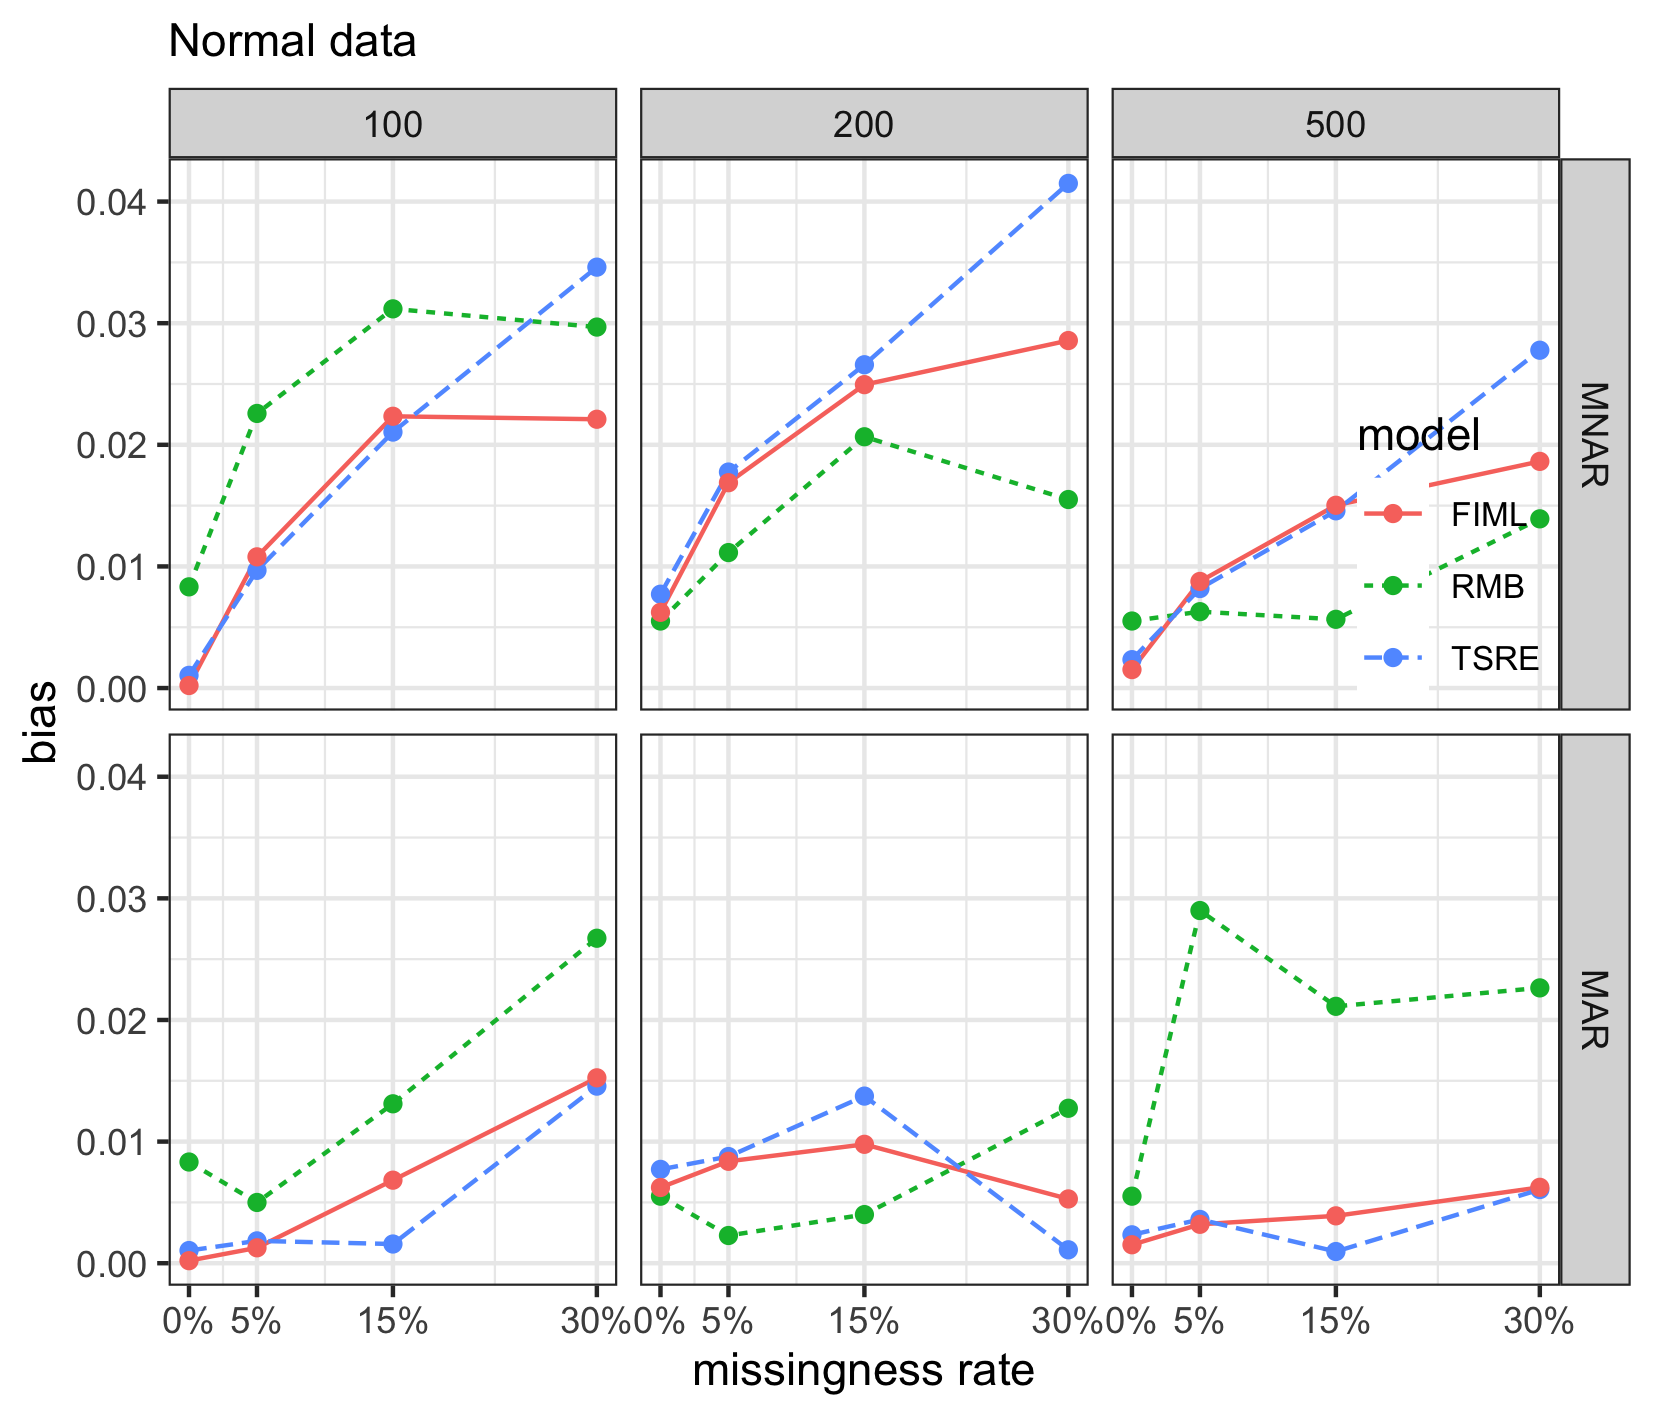 Normal data
100 200 500
0.04
0.03
0.02
0.01
0.00
MNAR
model
FIML
RMB
TSRE
bias
0.04
0.03
0.02
0.01
0.00
MAR
0% 5% 15% 30% 0% 5% 15% 30% 0% 5% 15% 30%
missingness rate